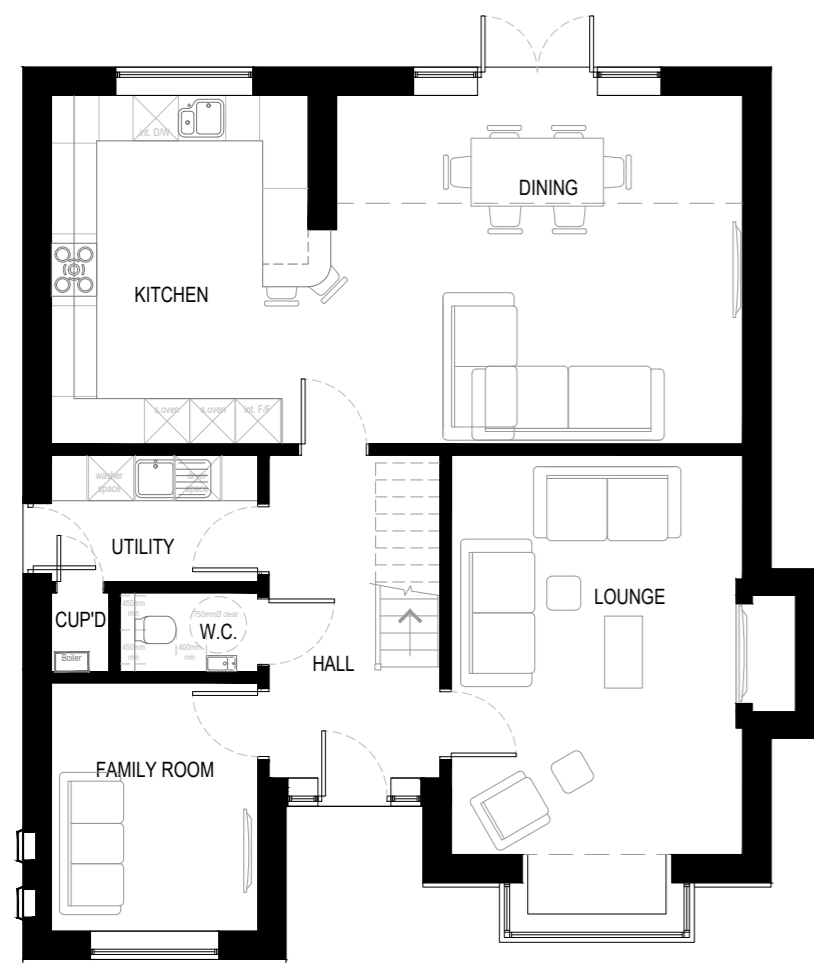 int. D/W
DINING
KITCHEN
s.oven
s.oven
int. F/F
washer
space
dryer
space
UTILITY
LOUNGE
450mm
min
750mmØ clear
CUP'D
W.C.
450mm
min
400mm
min
Boiler
HALL
FAMILY ROOM